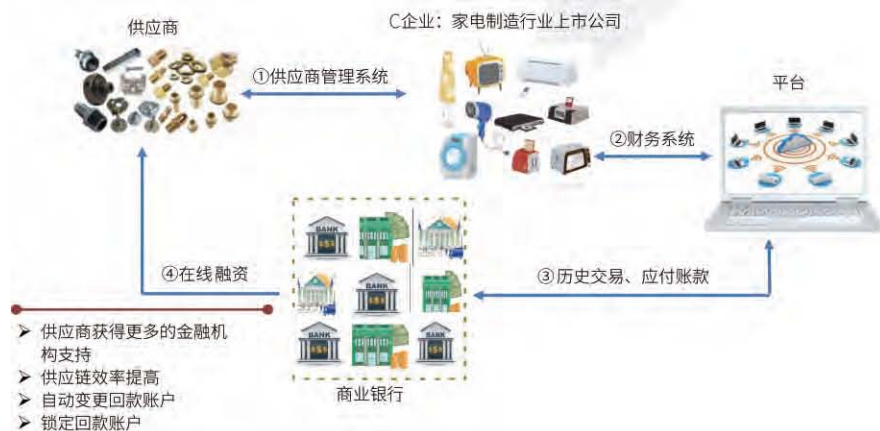 供应商
C企业：家电制造行业上市公司
①供应商管理系统
平台
②财务系统
③历史交易、应付账款
④在线融资
BANK
BANK
BANK
BANK
商业银行
➢ 供应商获得更多的金融机
构支持
➢ 供应链效率提高
➢ 自动变更回款账户
➢ 锁定回款账户